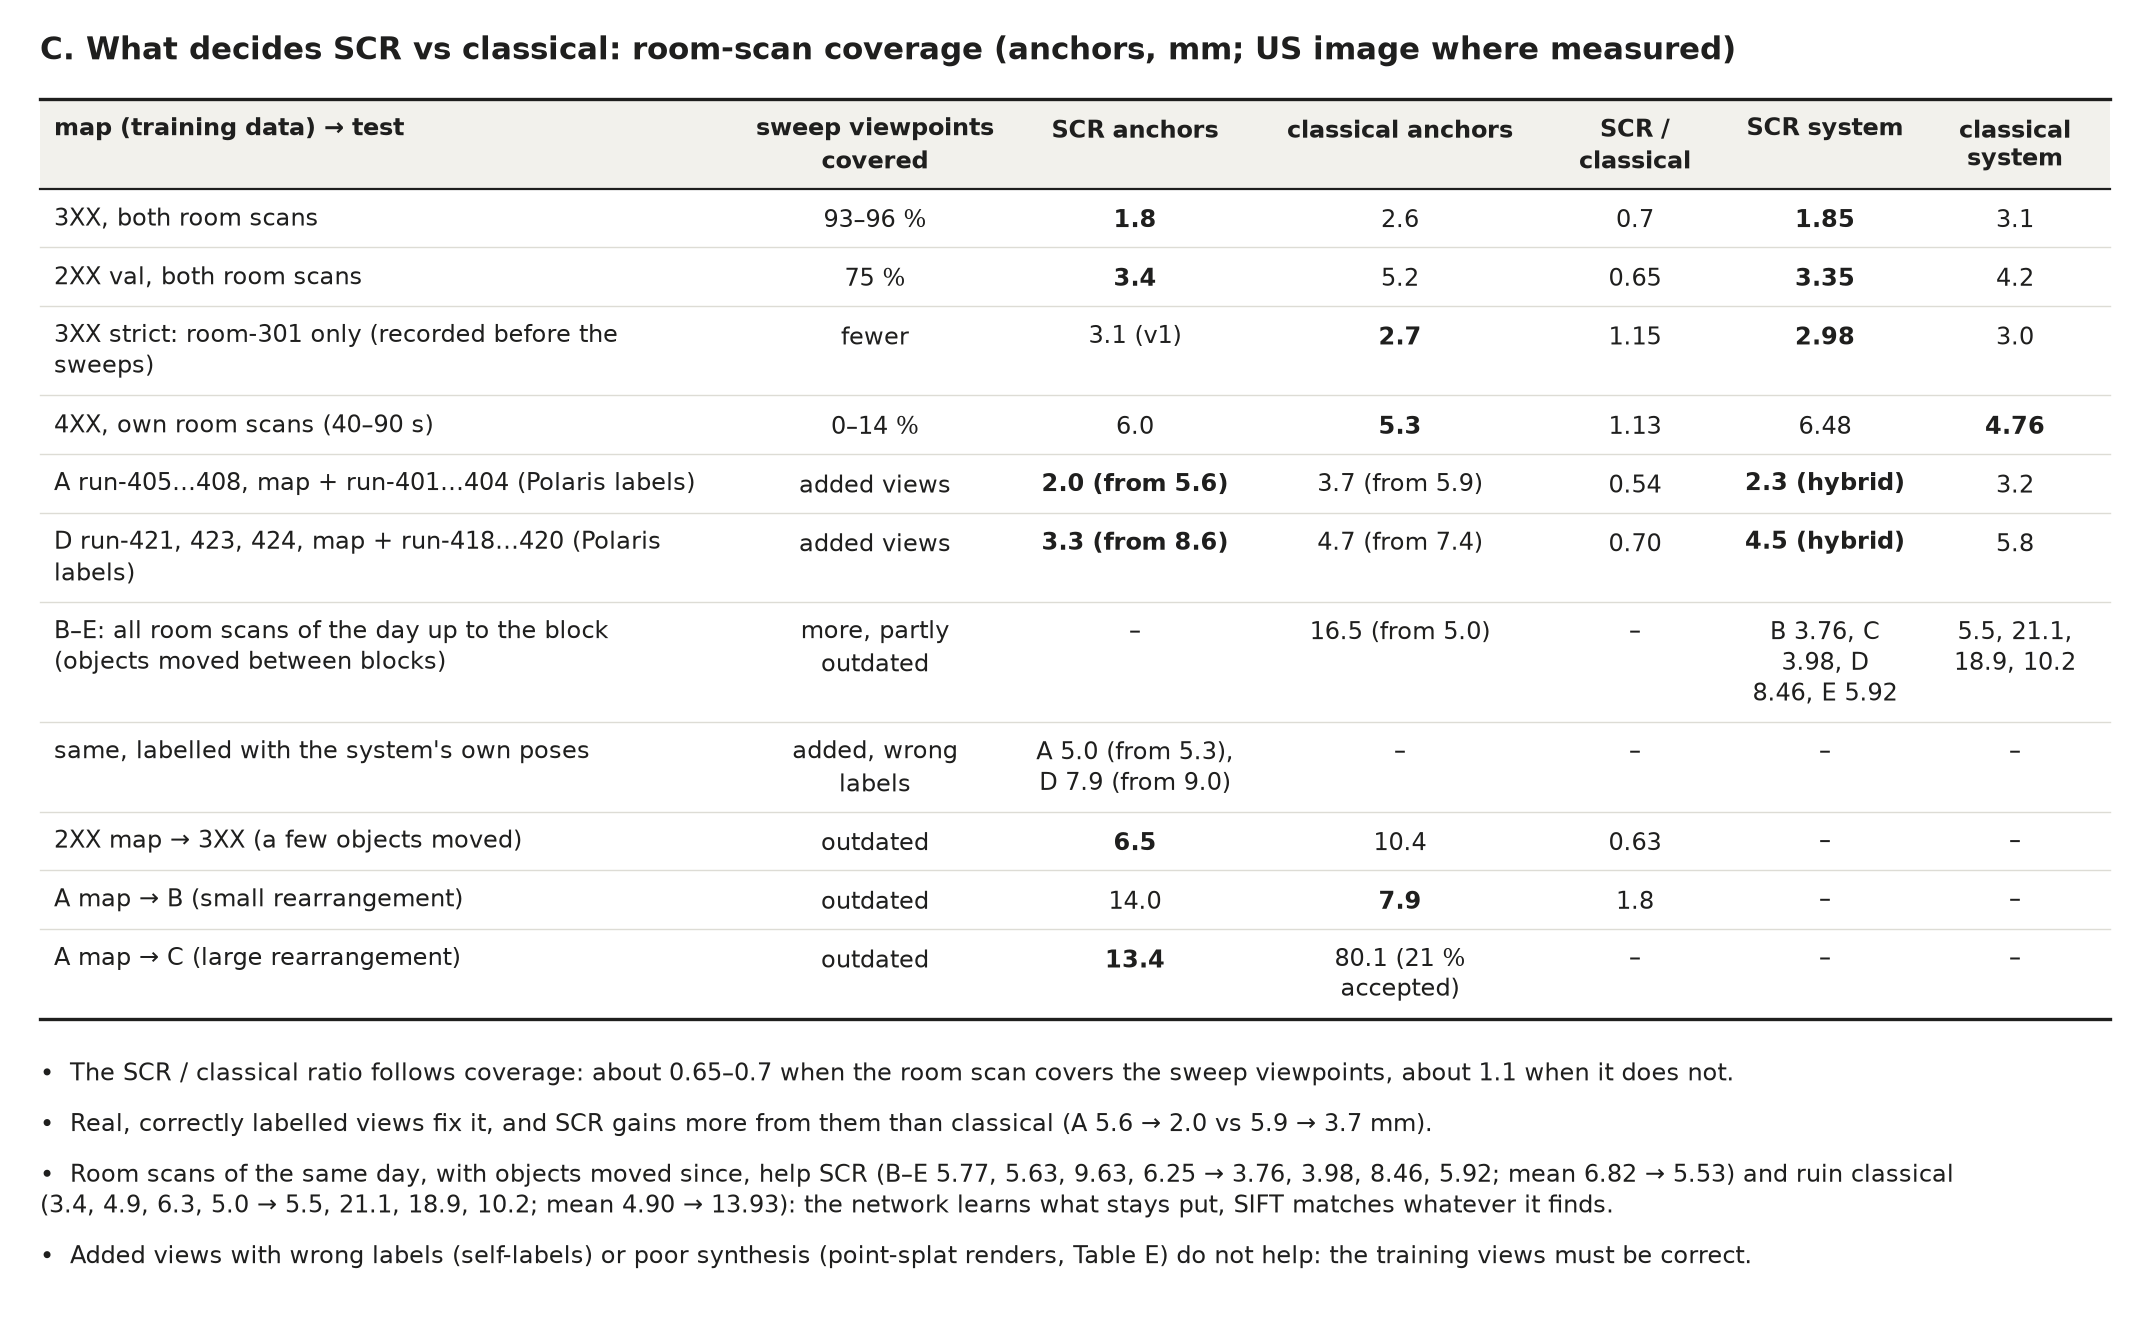 C. What decides SCR vs classical: room-scan coverage (anchors, mm; US image where measured)
map (training data) → test sweep viewpoints covered SCR anchors classical anchors SCR / classical SCR system classical system
3XX, both room scans 93–96 % 1.8 2.6 0.7 1.85 3.1
2XX val, both room scans 75 % 3.4 5.2 0.65 3.35 4.2
3XX strict: room-301 only (recorded before the sweeps) fewer 3.1 (v1) 2.7 1.15 2.98 3.0
4XX, own room scans (40–90 s) 0–14 % 6.0 5.3 1.13 6.48 4.76
A run-405...408, map + run-401...404 (Polaris labels) added views 2.0 (from 5.6) 3.7 (from 5.9) 0.54 2.3 (hybrid) 3.2
D run-421, 423, 424, map + run-418...420 (Polaris labels) added views 3.3 (from 8.6) 4.7 (from 7.4) 0.70 4.5 (hybrid) 5.8
B–E: all room scans of the day up to the block (objects moved between blocks) more, partly outdated – 16.5 (from 5.0) – B 3.76, C 3.98, D 8.46, E 5.92 5.5, 21.1, 18.9, 10.2
same, labelled with the system's own poses added, wrong labels A 5.0 (from 5.3), D 7.9 (from 9.0) – – – –
2XX map → 3XX (a few objects moved) outdated 6.5 10.4 0.63 – –
A map → B (small rearrangement) outdated 14.0 7.9 1.8 – –
A map → C (large rearrangement) outdated 13.4 80.1 (21 % accepted) – – –
• The SCR / classical ratio follows coverage: about 0.65–0.7 when the room scan covers the sweep viewpoints, about 1.1 when it does not.
• Real, correctly labelled views fix it, and SCR gains more from them than classical (A 5.6 → 2.0 vs 5.9 → 3.7 mm).
• Room scans of the same day, with objects moved since, help SCR (B–E 5.77, 5.63, 9.63, 6.25 → 3.76, 3.98, 8.46, 5.92; mean 6.82 → 5.53) and ruin classical
(3.4, 4.9, 6.3, 5.0 → 5.5, 21.1, 18.9, 10.2; mean 4.90 → 13.93): the network learns what stays put, SIFT matches whatever it finds.
• Added views with wrong labels (self-labels) or poor synthesis (point-splat renders, Table E) do not help: the training views must be correct.